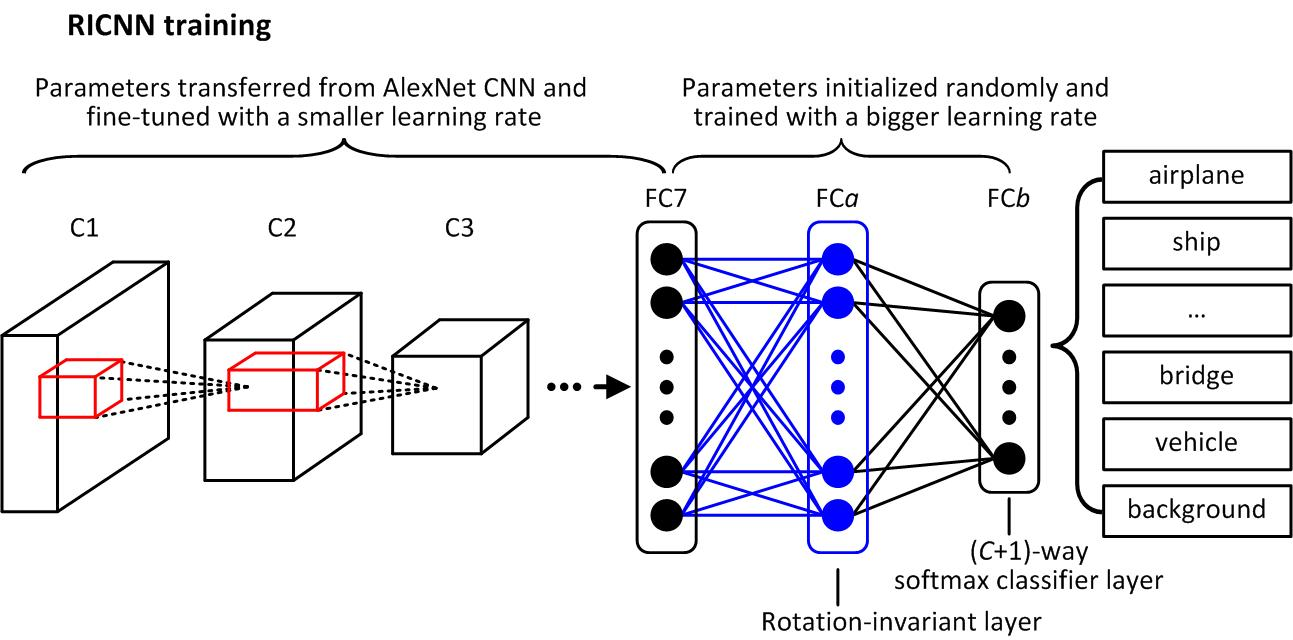 RICNN training
Parameters transferred from AlexNet CNN and
fine-tuned with a smaller learning rate
Parameters initialized randomly and
trained with a bigger learning rate
C1
C2
C3
FC7
FCa
FCb
airplane
ship
...
bridge
vehicle
background
(C+1)-way
softmax classifier layer
Rotation-invariant layer